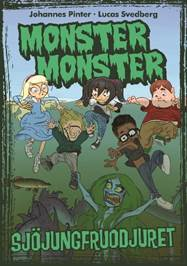 Johannes Pinter • Lucas Svedberg
MONSTER
MONSTER
SJÖJUNGFRUODJURET